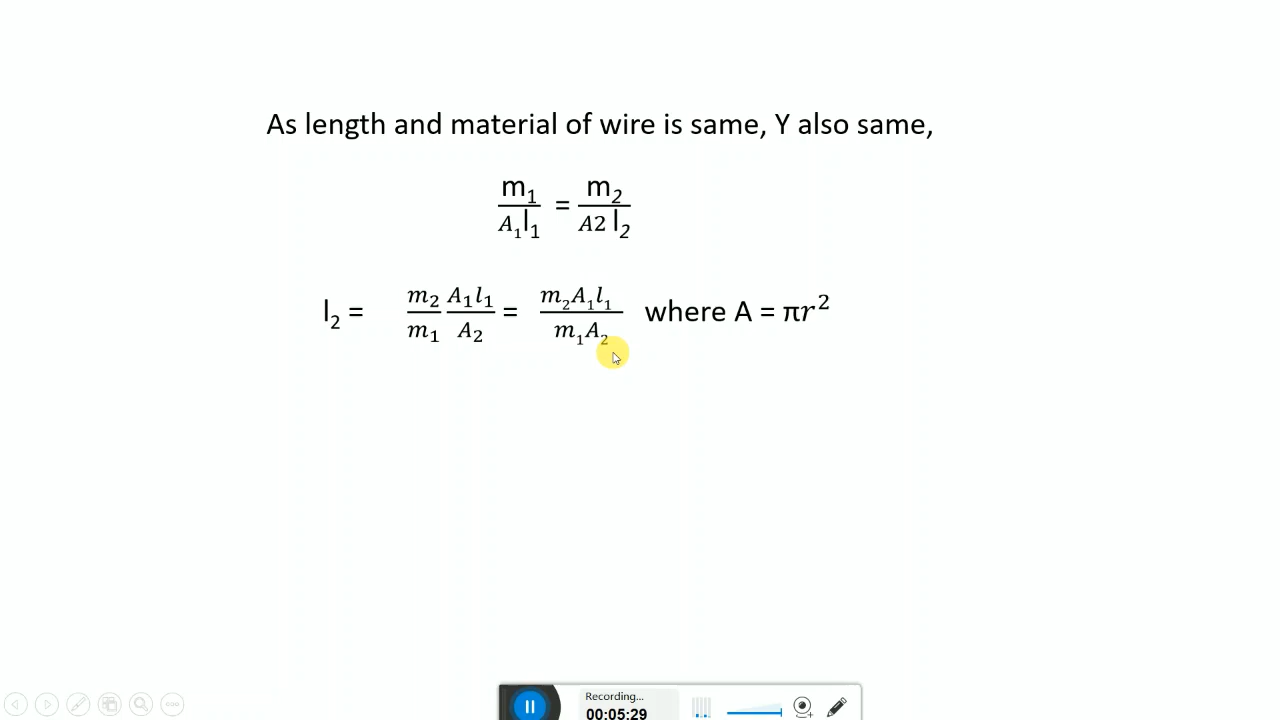 As length and material of wire is same, Y also same,
m₁/A₁l₁ = m₂/A2 l₂
l₂ = m₂/m₁ A₁l₁/A₂ = m₂A₁l₁/m₁A₂ where A = πr²
Recording...
00:05:29